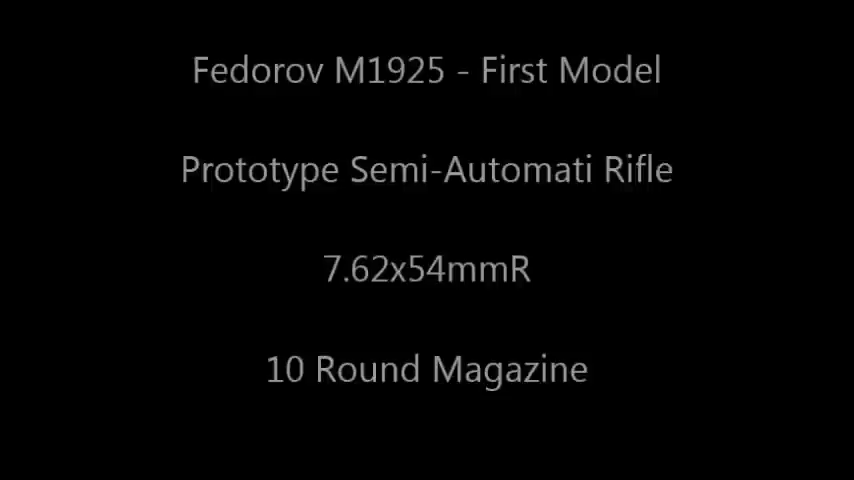 Fedorov M1925 - First Model
Prototype Semi-Automati Rifle
7.62x54mmR
10 Round Magazine